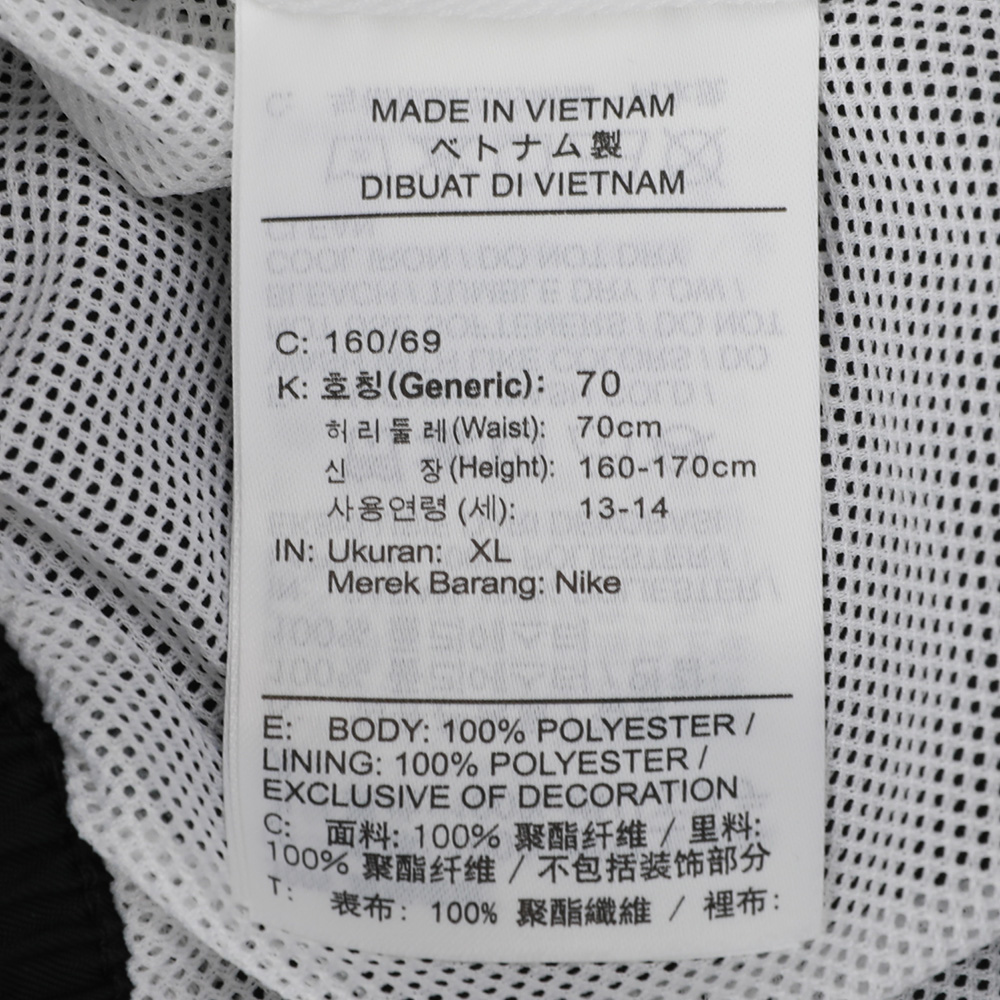 MADE IN VIETNAM
ベトナム製
DIBUAT DI VIETNAM
C: 160/69
K: 호칭(Generic): 70
허리둘레(Waist): 70cm
신 장(Height): 160-170cm
사용연령(세): 13-14
IN: Ukuran: XL
Merek Barang: Nike
E: BODY: 100% POLYESTER /
LINING: 100% POLYESTER /
EXCLUSIVE OF DECORATION
C: 面料: 100% 聚酯纤维 / 里料:
100% 聚酯纤维 / 不包括装饰部分
T: 表布: 100% 聚酯纖維 / 裡布: